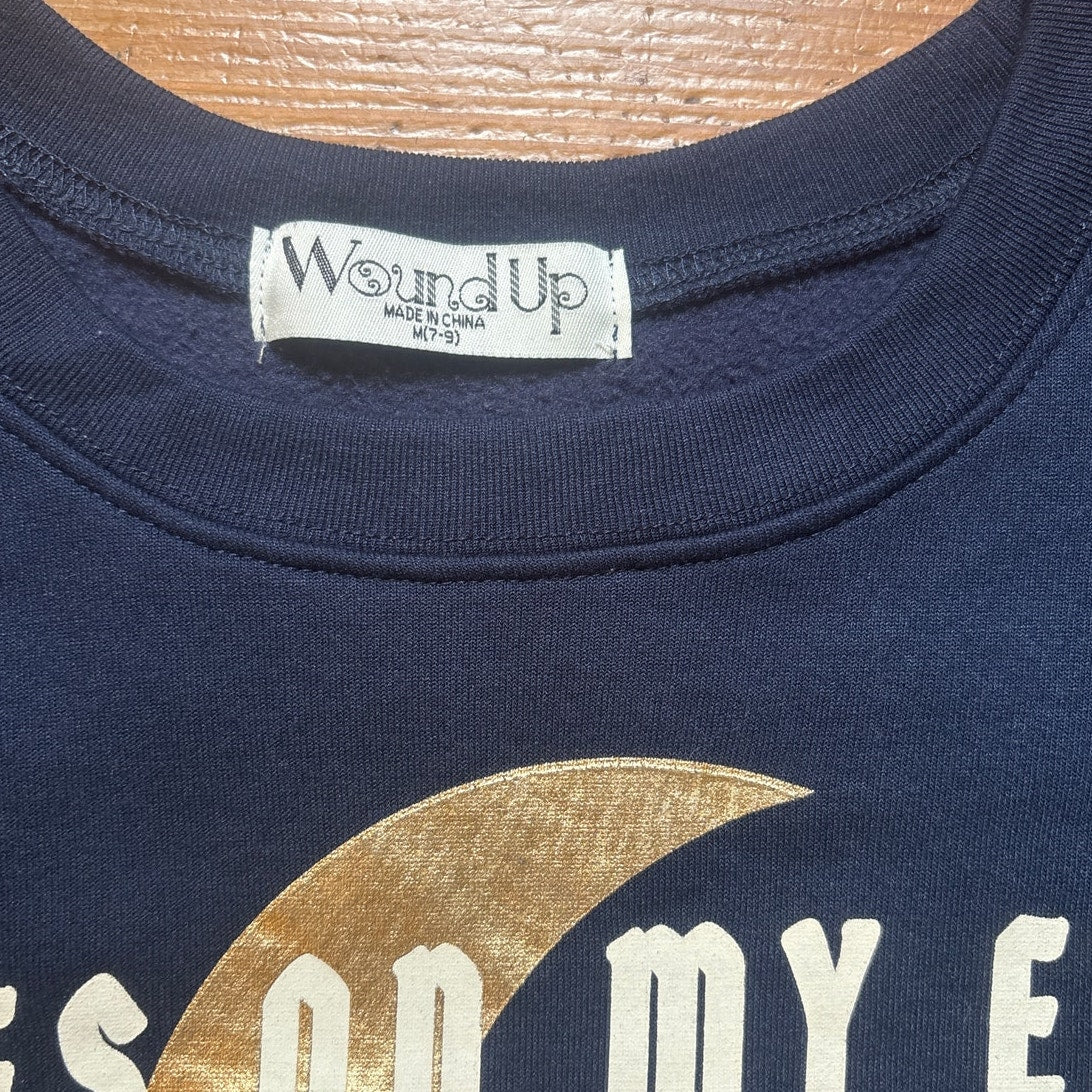 Wound Up
MADE IN CHINA
M(7-9)
ES ON MY E